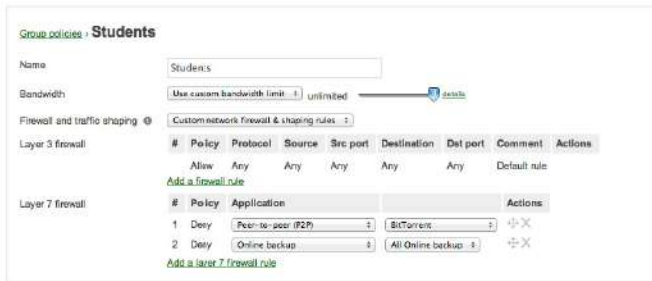 Group policies › Students
Name Students
Bandwidth Use custom bandwidth limit unlimited details
Firewall and traffic shaping Custom network firewall & shaping rules
Layer 3 firewall # Policy Protocol Source Src port Destination Dst port Comment Actions
Allow Any Any Any Any Any Default rule
Add a firewall rule
Layer 7 firewall # Policy Application Actions
1 Deny Peer-to-peer (P2P) BitTorrent
2 Deny Online backup All Online backup
Add a layer 7 firewall rule